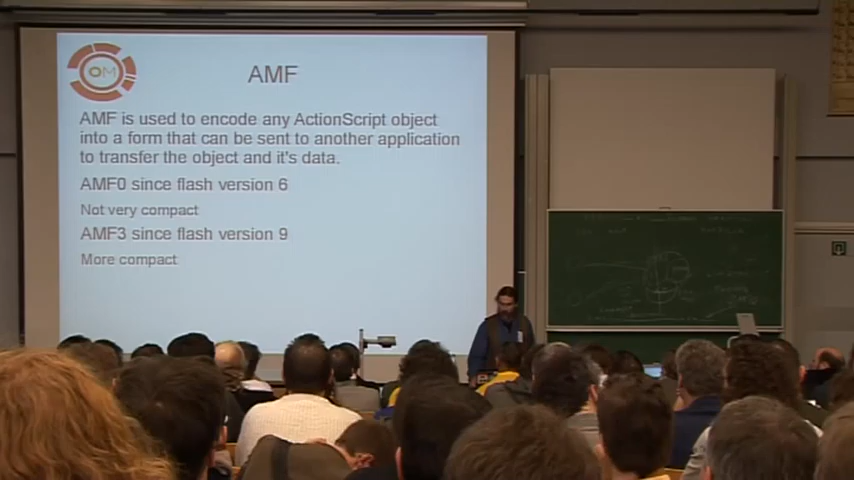 OM
AMF
AMF is used to encode any ActionScript object
into a form that can be sent to another application
to transfer the object and it's data.
AMF0 since flash version 6
Not very compact
AMF3 since flash version 9
More compact